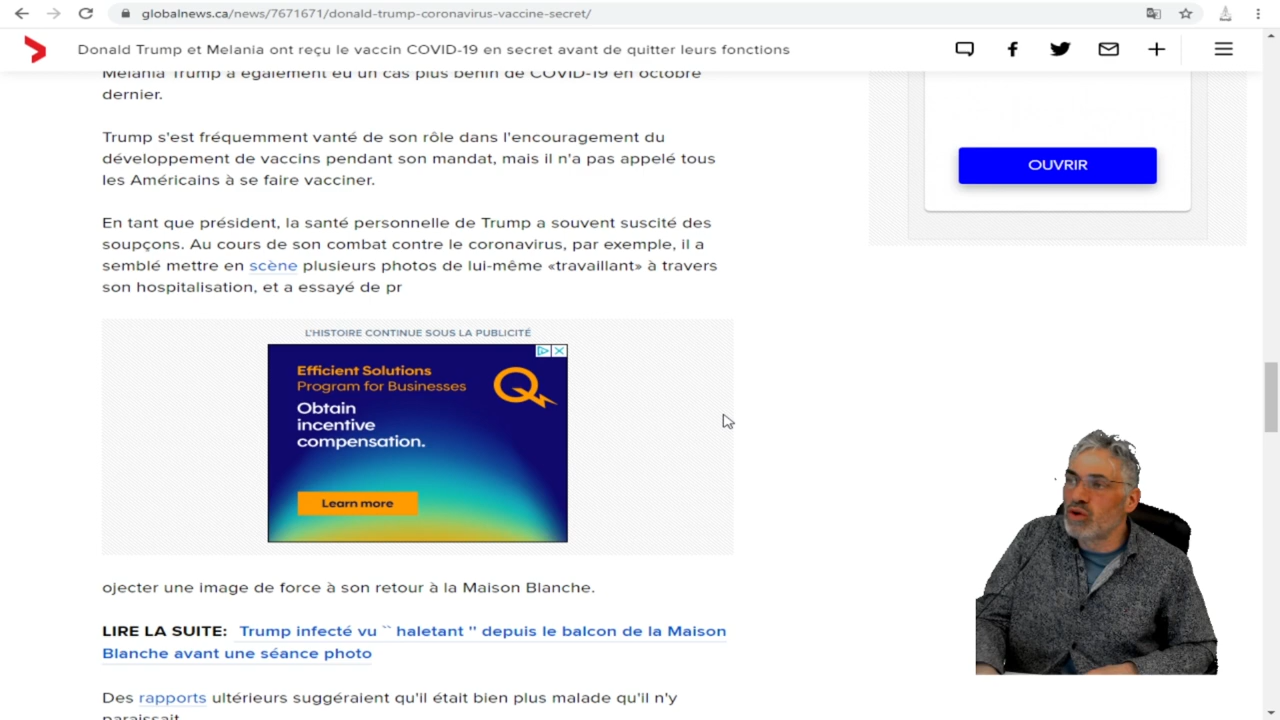 globalnews.ca/news/7671671/donald-trump-coronavirus-vaccine-secret/
Donald Trump et Melania ont reçu le vaccin COVID-19 en secret avant de quitter leurs fonctions
Melania Trump a également eu un cas plus bénin de COVID-19 en octobre
dernier.
Trump s'est fréquemment vanté de son rôle dans l'encouragement du
développement de vaccins pendant son mandat, mais il n'a pas appelé tous
les Américains à se faire vacciner.
En tant que président, la santé personnelle de Trump a souvent suscité des
soupçons. Au cours de son combat contre le coronavirus, par exemple, il a
semblé mettre en scène plusieurs photos de lui-même «travaillant» à travers
son hospitalisation, et a essayé de pr
OUVRIR
L'HISTOIRE CONTINUE SOUS LA PUBLICITÉ
Efficient Solutions
Program for Businesses
Obtain
incentive
compensation.
Learn more
ojecter une image de force à son retour à la Maison Blanche.
LIRE LA SUITE: Trump infecté vu `` haletant '' depuis le balcon de la Maison
Blanche avant une séance photo
Des rapports ultérieurs suggéraient qu'il était bien plus malade qu'il n'y
paraissait.